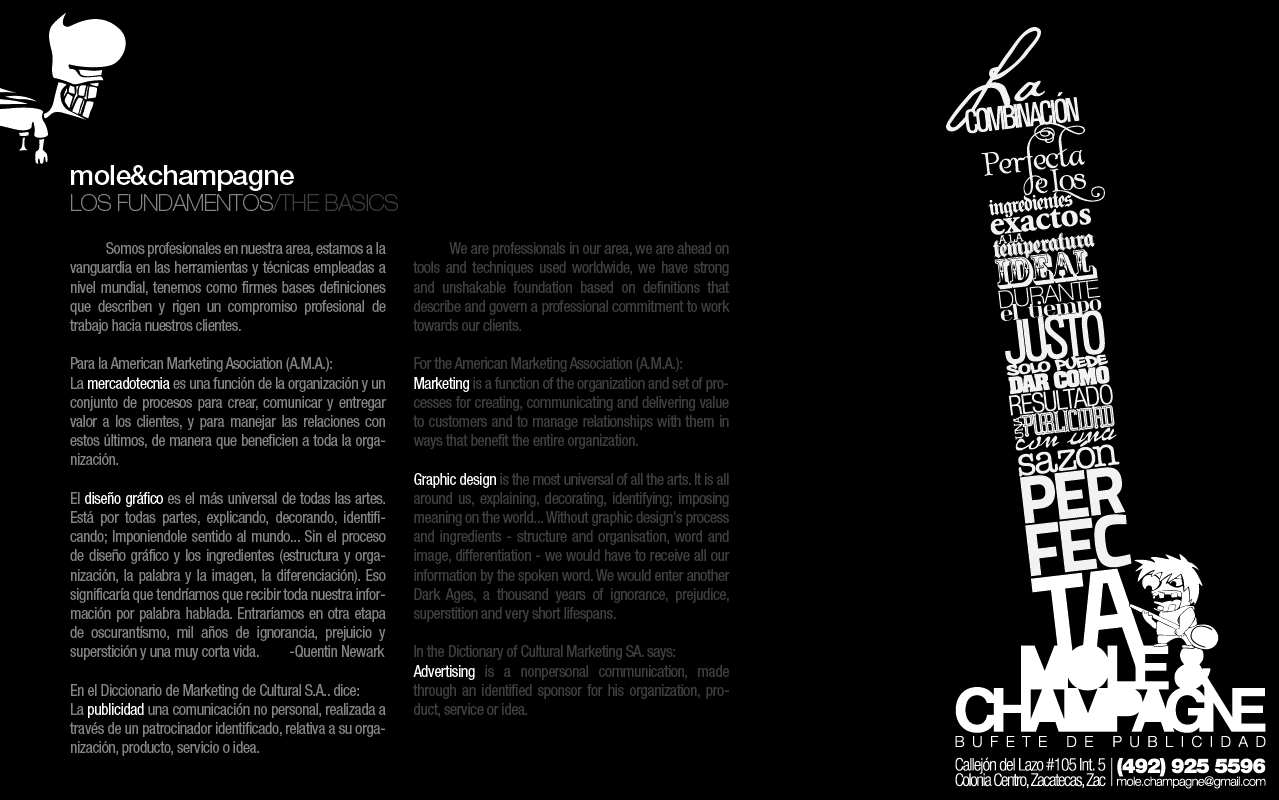 mole&champagne
LOS FUNDAMENTOS/THE BASICS
Somos profesionales en nuestra area, estamos a la
vanguardia en las herramientas y técnicas empleadas a
nivel mundial, tenemos como firmes bases definiciones
que describen y rigen un compromiso profesional de
trabajo hacia nuestros clientes.
Para la American Marketing Asociation (A.M.A.):
La mercadotecnia es una función de la organización y un
conjunto de procesos para crear, comunicar y entregar
valor a los clientes, y para manejar las relaciones con
estos últimos, de manera que beneficien a toda la orga-
nización.
El diseño gráfico es el más universal de todas las artes.
Está por todas partes, explicando, decorando, identifi-
cando; Imponiendole sentido al mundo... Sin el proceso
de diseño gráfico y los ingredientes (estructura y orga-
nización, la palabra y la imagen, la diferenciación). Eso
significaría que tendríamos que recibir toda nuestra infor-
mación por palabra hablada. Entraríamos en otra etapa
de oscurantísmo, mil años de ignorancia, prejuicio y
superstición y una muy corta vida. -Quentin Newark
En el Diccionario de Marketing de Cultural S.A.. dice:
La publicidad una comunicación no personal, realizada a
través de un patrocinador identificado, relativa a su orga-
nización, producto, servicio o idea.
We are professionals in our area, we are ahead on
tools and techniques used worldwide, we have strong
and unshakable foundation based on definitions that
describe and govern a professional commitment to work
towards our clients.
For the American Marketing Association (A.M.A.):
Marketing is a function of the organization and set of pro-
cesses for creating, communicating and delivering value
to customers and to manage relationships with them in
ways that benefit the entire organization.
Graphic design is the most universal of all the arts. It is all
around us, explaining, decorating, identifying; imposing
meaning on the world... Without graphic design's process
and ingredients - structure and organisation, word and
image, differentiation - we would have to receive all our
information by the spoken word. We would enter another
Dark Ages, a thousand years of ignorance, prejudice,
superstition and very short lifespans.
In the Dictionary of Cultural Marketing SA. says:
Advertising is a nonpersonal communication, made
through an identified sponsor for his organization, pro-
duct, service or idea.
La
COMBINACIÓN
Perfecta
de los
ingredientes
exactos
A LA
temperatura
IDEAL
DURANTE
el tiempo
JUSTO
SOLO PUEDE
DAR COMO
RESULTADO
UNA PUBLICIDAD
con una
sazón
PER
FEC
TA
MOLE &
CHAMPAGNE
BUFETE DE PUBLICIDAD
Callejón del Lazo #105 Int. 5
Colonia Centro, Zacatecas, Zac
(492) 925 5596
mole.champagne@gmail.com